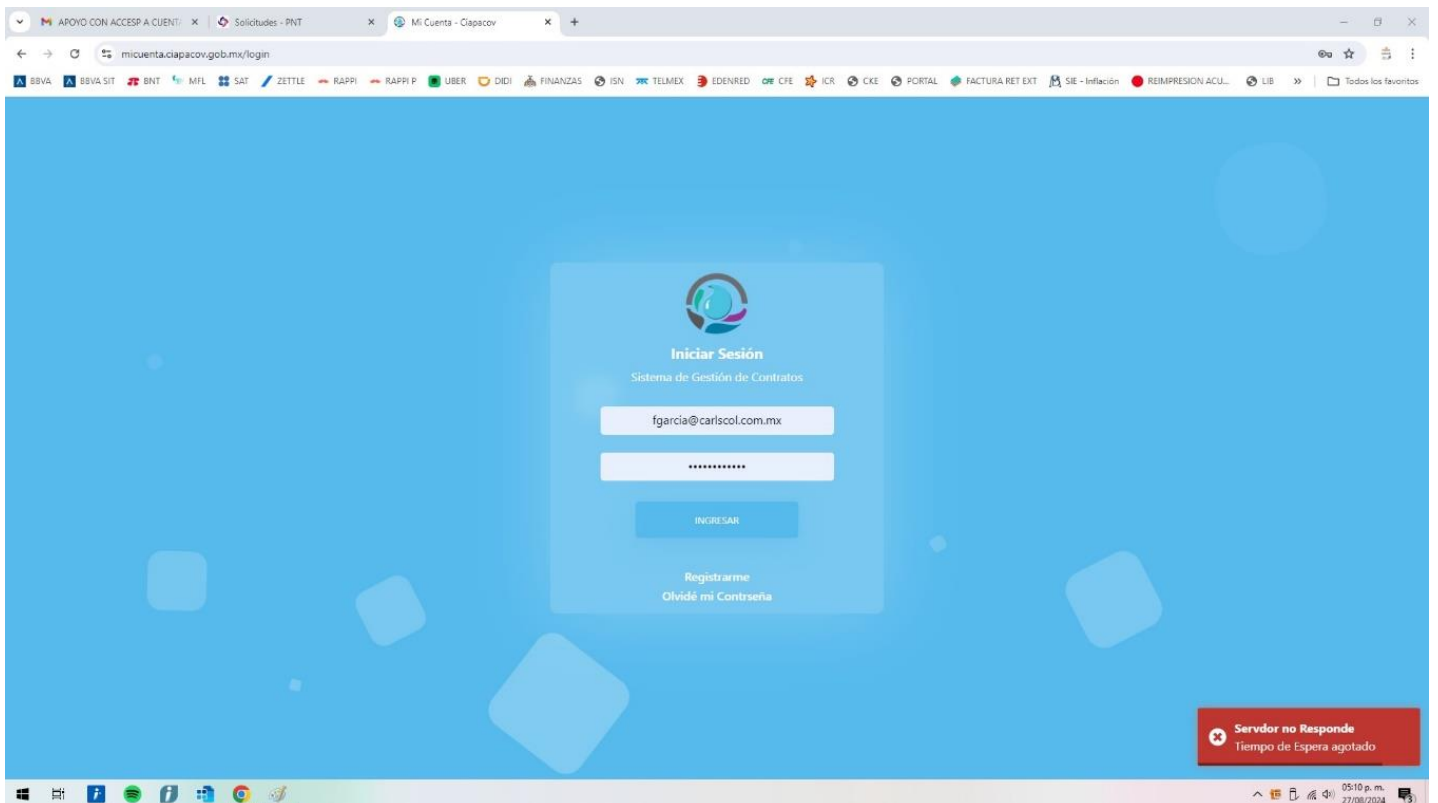 APOYO CON ACCESP A CUENT
Solicitudes - PNT
Mi Cuenta - Ciapacov
micuenta.ciapacov.gob.mx/login
BBVA
BBVA SIT
BNT
MFL
SAT
ZETTLE
RAPPI
RAPPI P
UBER
DIDI
FINANZAS
ISN
TELMEX
EDENRED
CFE
CFE
ICR
CKE
PORTAL
FACTURA RET EXT
SIE - Inflación
REIMPRESION ACU...
LIB
»
Todos los favoritos
Iniciar Sesión
Sistema de Gestión de Contratos
fgarcia@carlscol.com.mx
••••••••••••
INGRESAR
Registrarme
Olvidé mi Contrseña
Servdor no Responde
Tiempo de Espera agotado
05:10 p. m.
27/08/2024